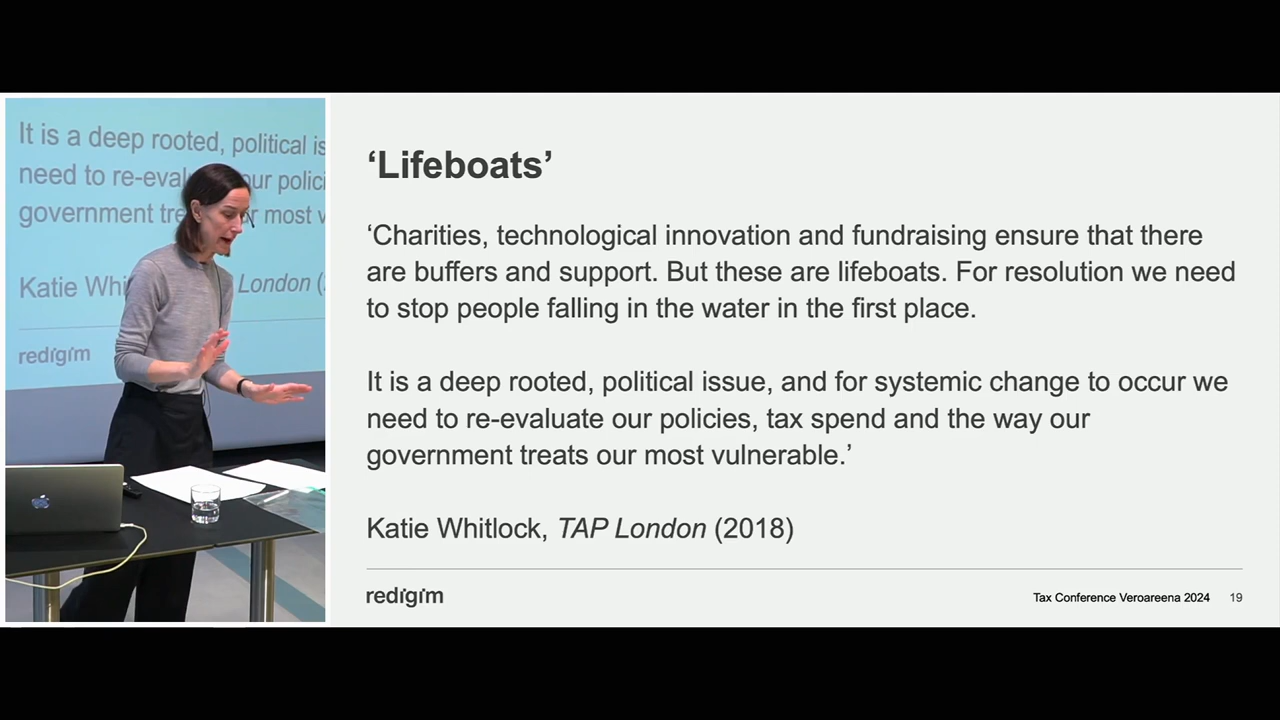 It is a deep rooted, political is
need to re-eval our polici
government tre r most v
Katie Whi London (
redigim
‘Lifeboats’
‘Charities, technological innovation and fundraising ensure that there
are buffers and support. But these are lifeboats. For resolution we need
to stop people falling in the water in the first place.
It is a deep rooted, political issue, and for systemic change to occur we
need to re-evaluate our policies, tax spend and the way our
government treats our most vulnerable.’
Katie Whitlock, TAP London (2018)
redigim
Tax Conference Veroareena 2024 19